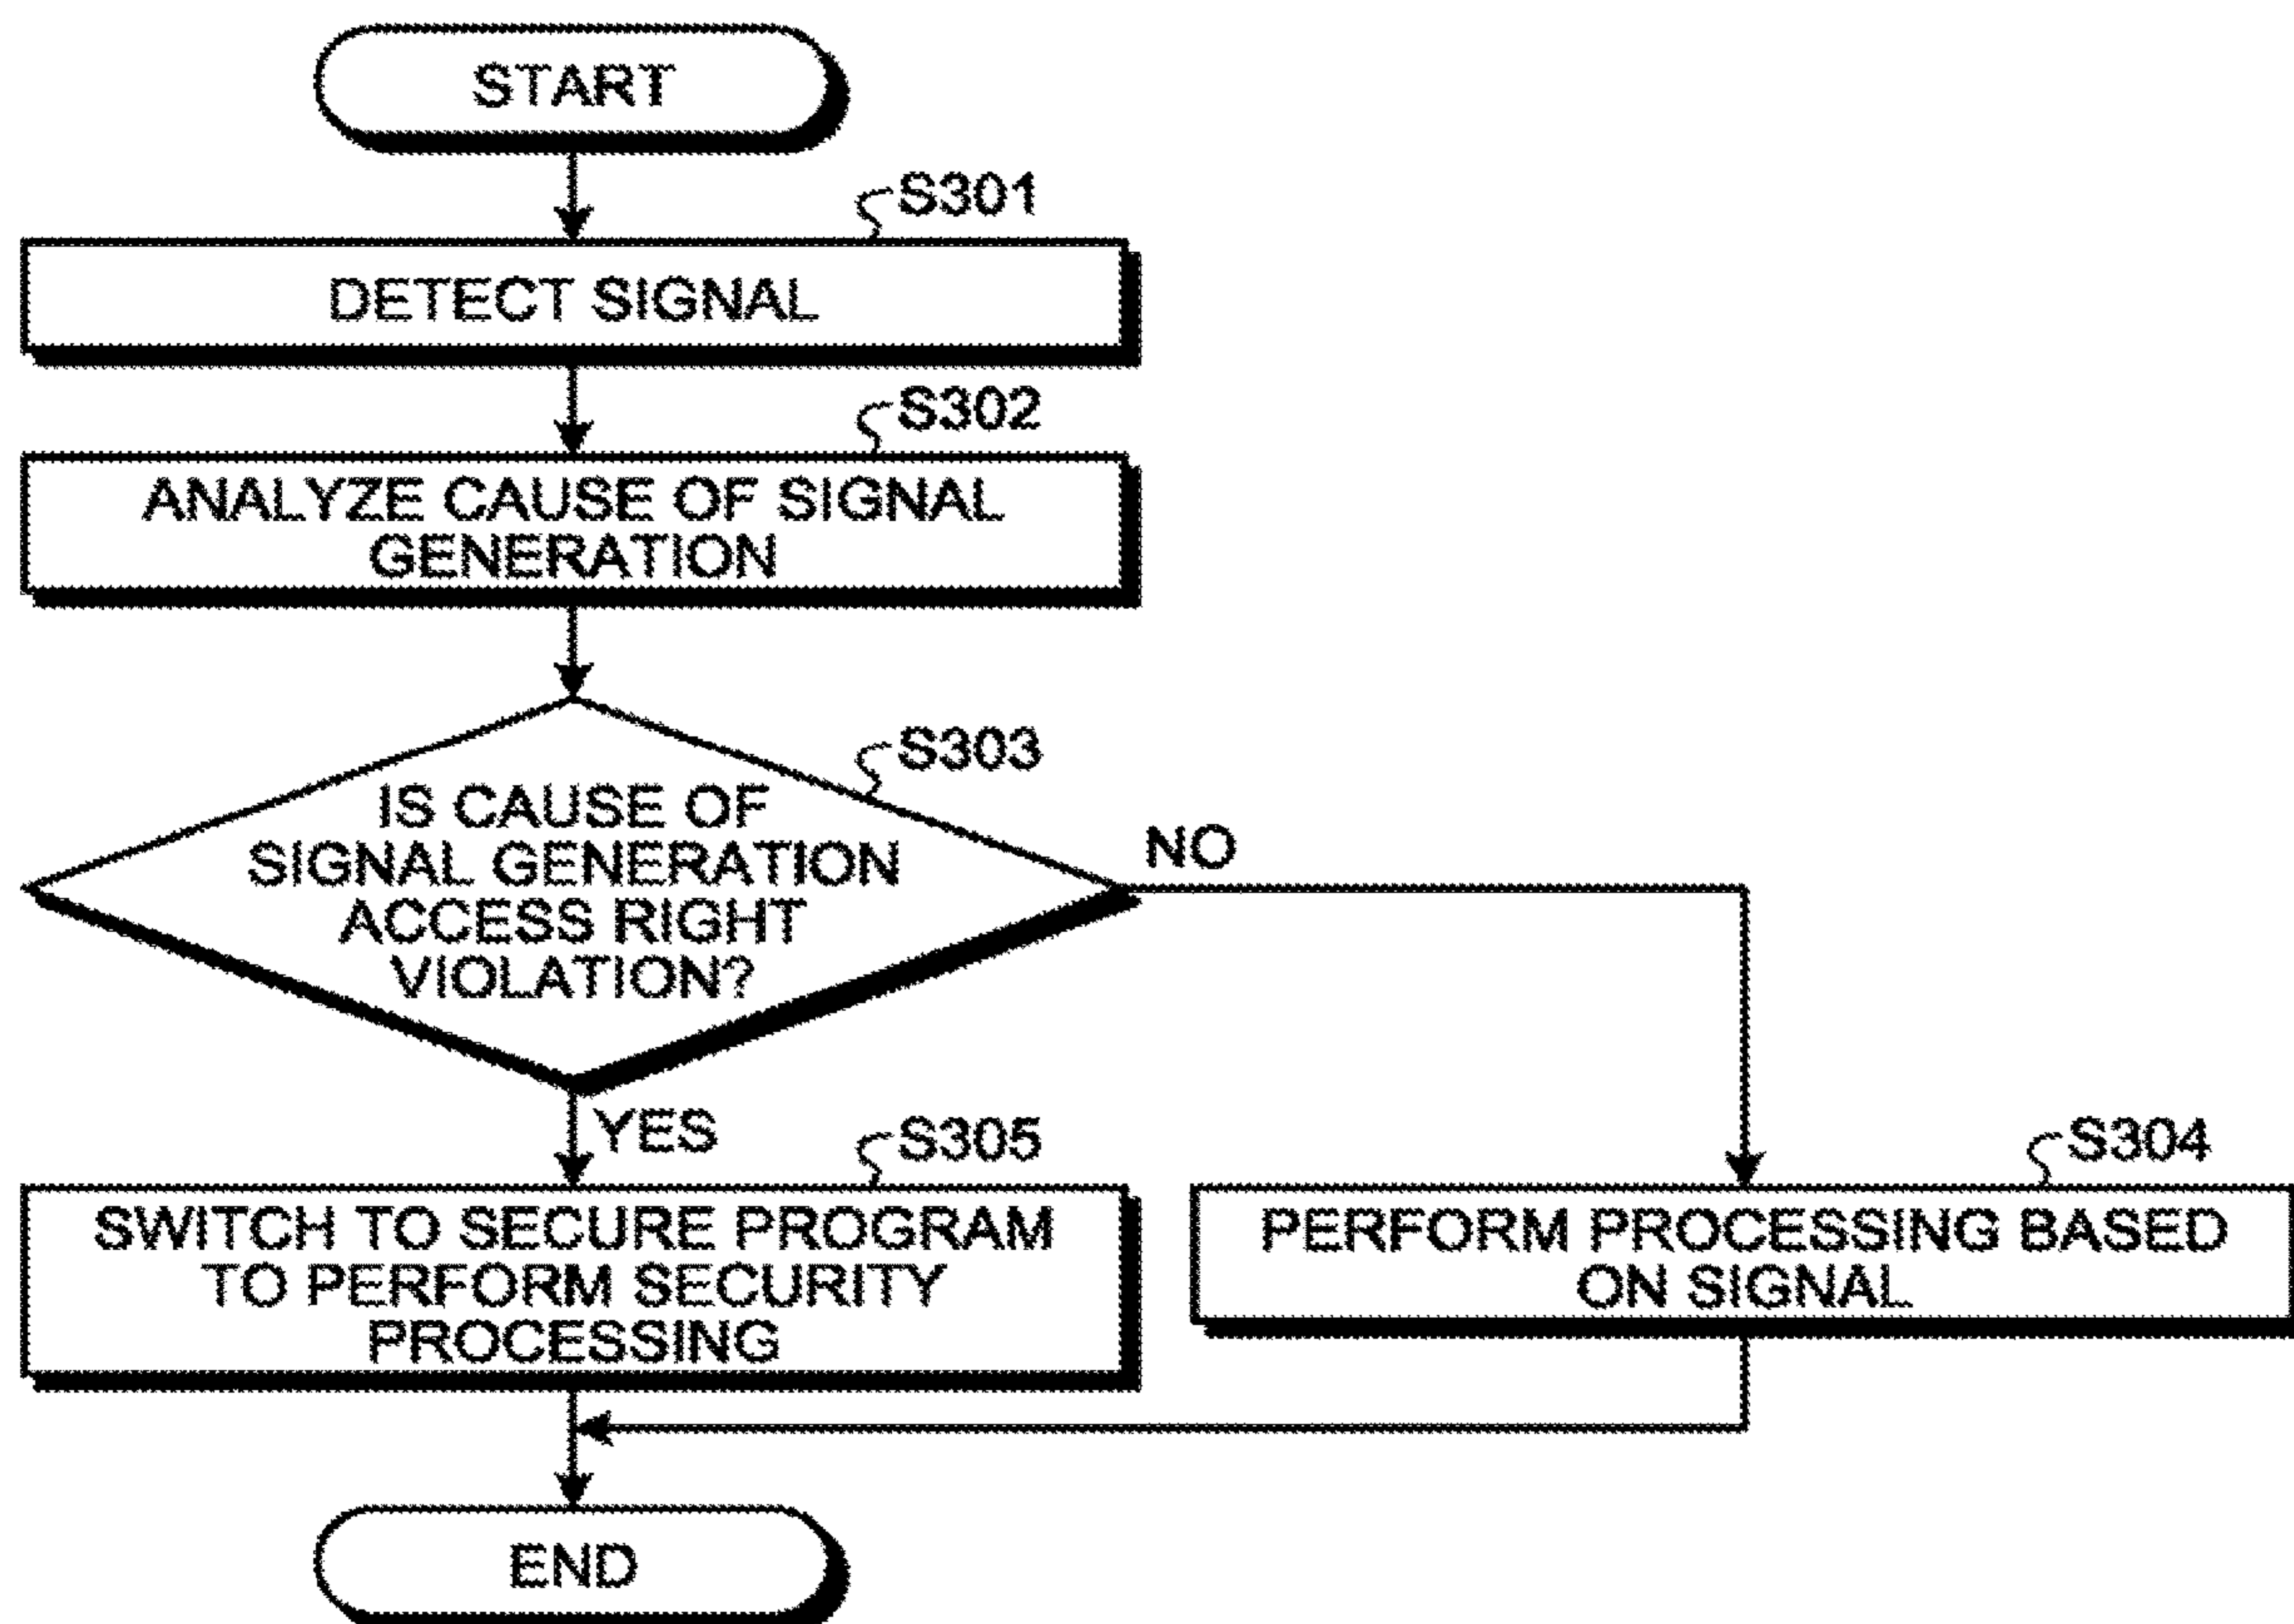 START
S301
DETECT SIGNAL
S302
ANALYZE CAUSE OF SIGNAL
GENERATION
S303
IS CAUSE OF
SIGNAL GENERATION
ACCESS RIGHT
VIOLATION?
NO
YES
S305
SWITCH TO SECURE PROGRAM
TO PERFORM SECURITY
PROCESSING
S304
PERFORM PROCESSING BASED
ON SIGNAL
END